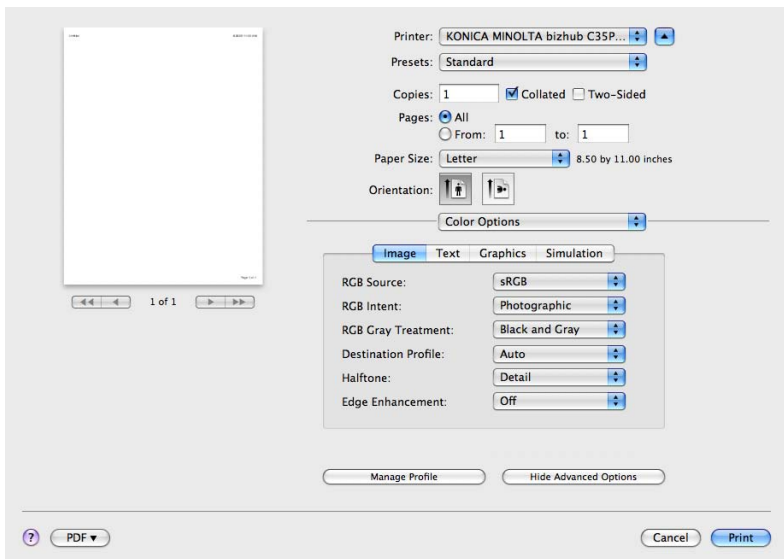 Printer: KONICA MINOLTA bizhub C35P...
Presets: Standard
Copies: 1 Collated Two-Sided
Pages: All
From: 1 to: 1
Paper Size: Letter 8.50 by 11.00 inches
Orientation:
Color Options
Image Text Graphics Simulation
RGB Source: sRGB
RGB Intent: Photographic
RGB Gray Treatment: Black and Gray
Destination Profile: Auto
Halftone: Detail
Edge Enhancement: Off
1 of 1
Manage Profile Hide Advanced Options
? PDF Cancel Print